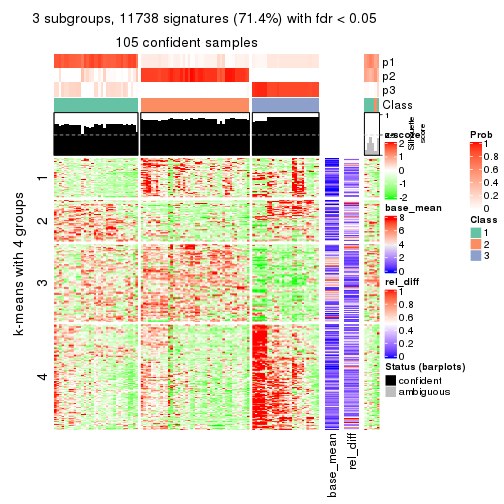 3 subgroups, 11738 signatures (71.4%) with fdr < 0.05
105 confident samples
p1
p2
p3
Class
1
Silhouette
score
k-means with 4 groups
1
2
3
4
base_mean
rel_diff
z-score
2
1
0
-1
-2
base_mean
8
6
4
2
0
rel_diff
1
0.8
0.6
0.4
0.2
0
Status (barplots)
confident
ambiguous
Prob
1
0.8
0.6
0.4
0.2
0
Class
1
2
3